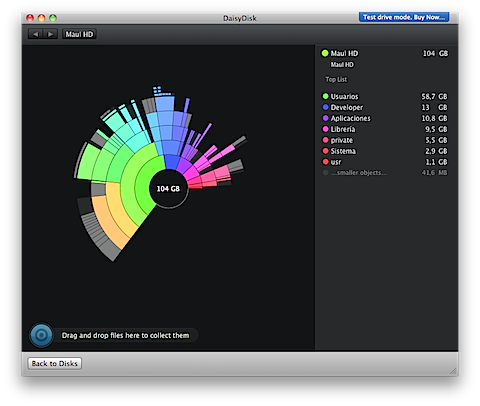 DaisyDisk
Test drive mode. Buy Now...
Mau! HD
Mau! HD 104 GB
Mau! HD
Top List
Usuarios 58,7 GB
Developer 13 GB
Aplicaciones 10,8 GB
Librería 9,5 GB
private 5,5 GB
Sistema 2,9 GB
usr 1,1 GB
...smaller objects... 41,6 MB
104 GB
Drag and drop files here to collect them
Back to Disks